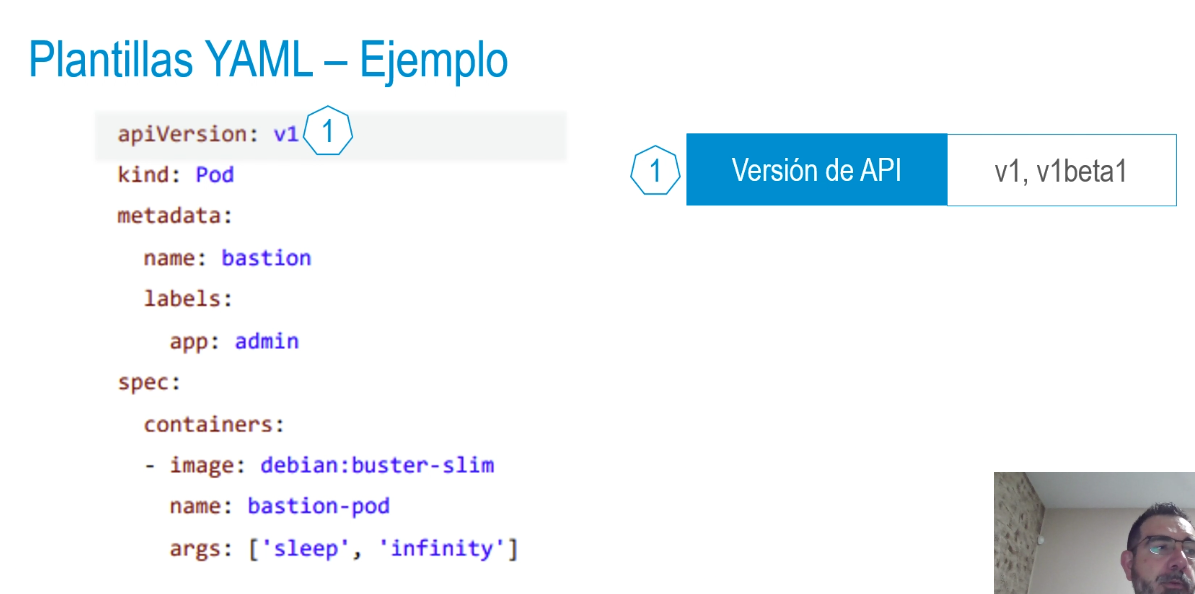 Plantillas YAML – Ejemplo
apiVersion: v1 1
kind: Pod
metadata:
  name: bastion
  labels:
    app: admin
spec:
  containers:
  - image: debian:buster-slim
    name: bastion-pod
    args: ['sleep', 'infinity']
1 Versión de API v1, v1beta1